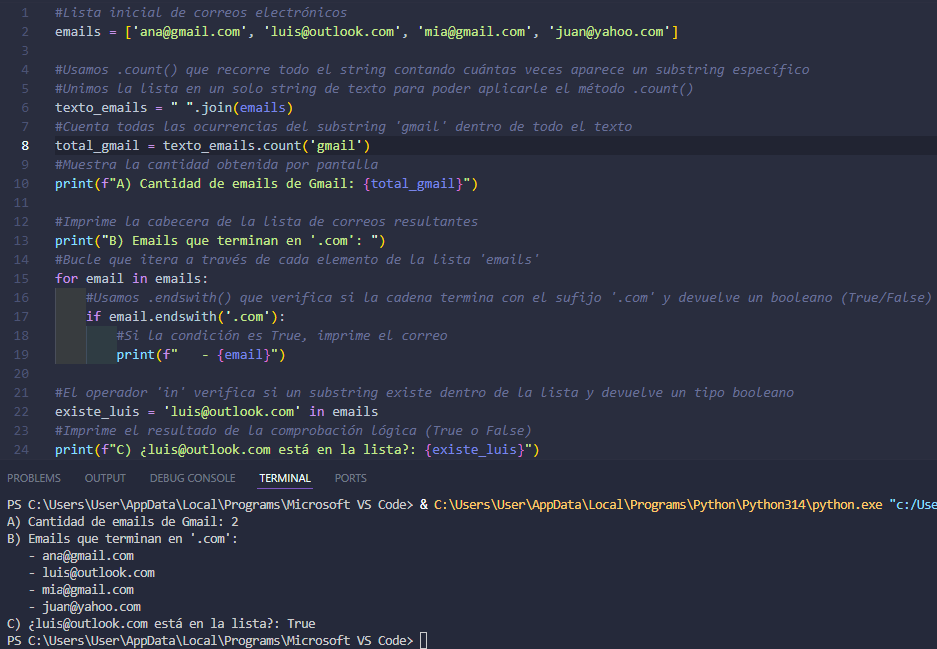 1 #Lista inicial de correos electrónicos
2 emails = ['ana@gmail.com', 'luis@outlook.com', 'mia@gmail.com', 'juan@yahoo.com']
3
4 #Usamos .count() que recorre todo el string contando cuántas veces aparece un substring específico
5 #Unimos la lista en un solo string de texto para poder aplicarle el método .count()
6 texto_emails = " ".join(emails)
7 #Cuenta todas las ocurrencias del substring 'gmail' dentro de todo el texto
8 total_gmail = texto_emails.count('gmail')
9 #Muestra la cantidad obtenida por pantalla
10 print(f"A) Cantidad de emails de Gmail: {total_gmail}")
11
12 #Imprime la cabecera de la lista de correos resultantes
13 print("B) Emails que terminan en '.com': ")
14 #Bucle que itera a través de cada elemento de la lista 'emails'
15 for email in emails:
16     #Usamos .endswith() que verifica si la cadena termina con el sufijo '.com' y devuelve un booleano (True/False)
17     if email.endswith('.com'):
18         #Si la condición es True, imprime el correo
19         print(f"   - {email}")
20
21 #El operador 'in' verifica si un substring existe dentro de la lista y devuelve un tipo booleano
22 existe_luis = 'luis@outlook.com' in emails
23 #Imprime el resultado de la comprobación lógica (True o False)
24 print(f"C) ¿luis@outlook.com está en la lista?: {existe_luis}")
PROBLEMS OUTPUT DEBUG CONSOLE TERMINAL PORTS
PS C:\Users\User\AppData\Local\Programs\Microsoft VS Code> & C:\Users\User\AppData\Local\Programs\Python\Python314\python.exe "c:/Use
A) Cantidad de emails de Gmail: 2
B) Emails que terminan en '.com':
   - ana@gmail.com
   - luis@outlook.com
   - mia@gmail.com
   - juan@yahoo.com
C) ¿luis@outlook.com está en la lista?: True
PS C:\Users\User\AppData\Local\Programs\Microsoft VS Code>